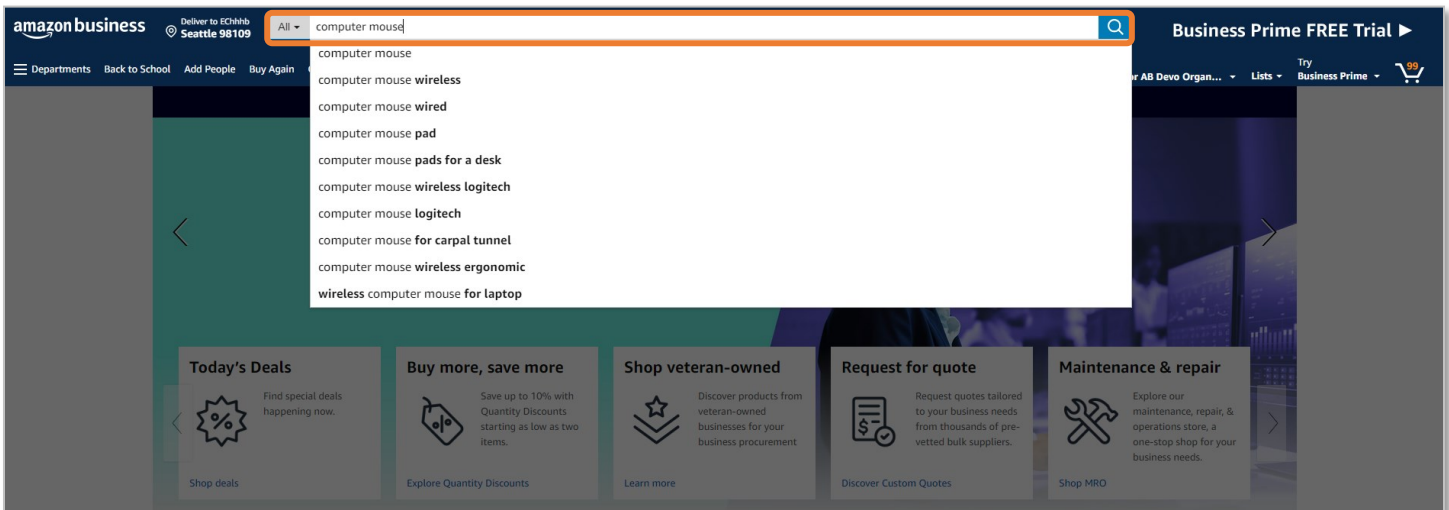 amazon business
Deliver to EChhhb
Seattle 98109
All
computer mouse
Business Prime FREE Trial
Departments Back to School Add People Buy Again
or AB Devo Organ... Lists
Try
Business Prime
99
computer mouse
computer mouse wireless
computer mouse wired
computer mouse pad
computer mouse pads for a desk
computer mouse wireless logitech
computer mouse logitech
computer mouse for carpal tunnel
computer mouse wireless ergonomic
wireless computer mouse for laptop
Today's Deals
Find special deals
happening now.
Shop deals
Buy more, save more
Save up to 10% with
Quantity Discounts
starting as low as two
items.
Explore Quantity Discounts
Shop veteran-owned
Discover products from
veteran-owned
businesses for your
business procurement
Learn more
Request for quote
Request quotes tailored
to your business needs
from thousands of pre-
vetted bulk suppliers.
Discover Custom Quotes
Maintenance & repair
Explore our
maintenance, repair, &
operations store, a
one-stop shop for your
business needs.
Shop MRO